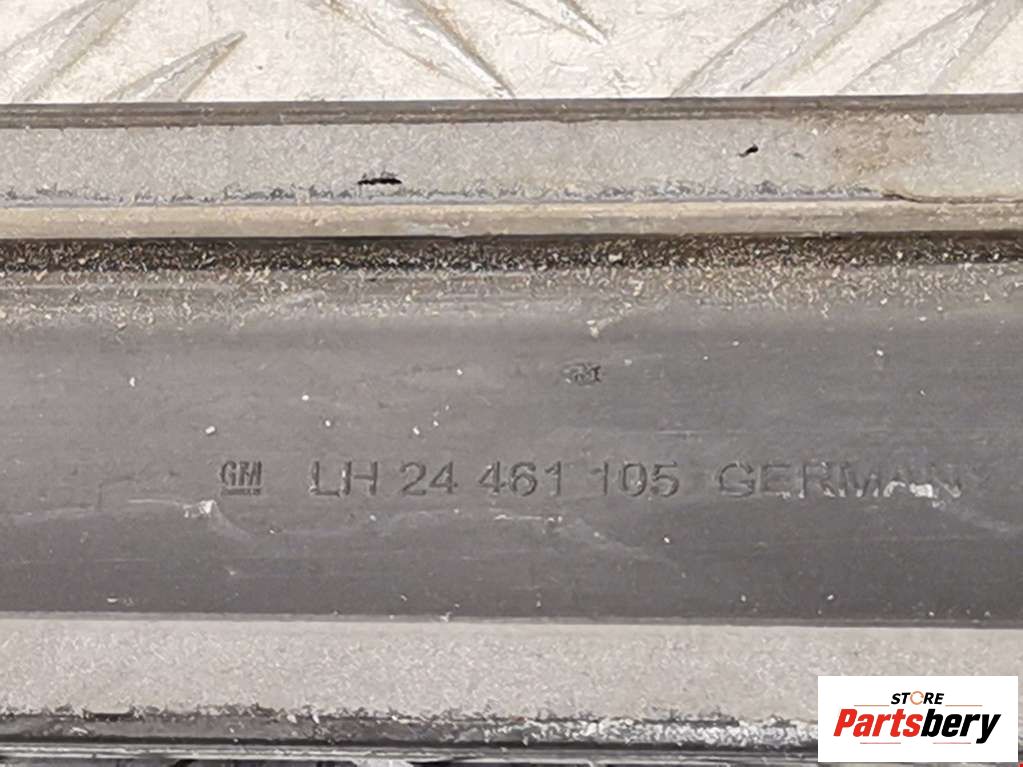 GM LH 24 461 105 GERMANY
STORE
Partsbery